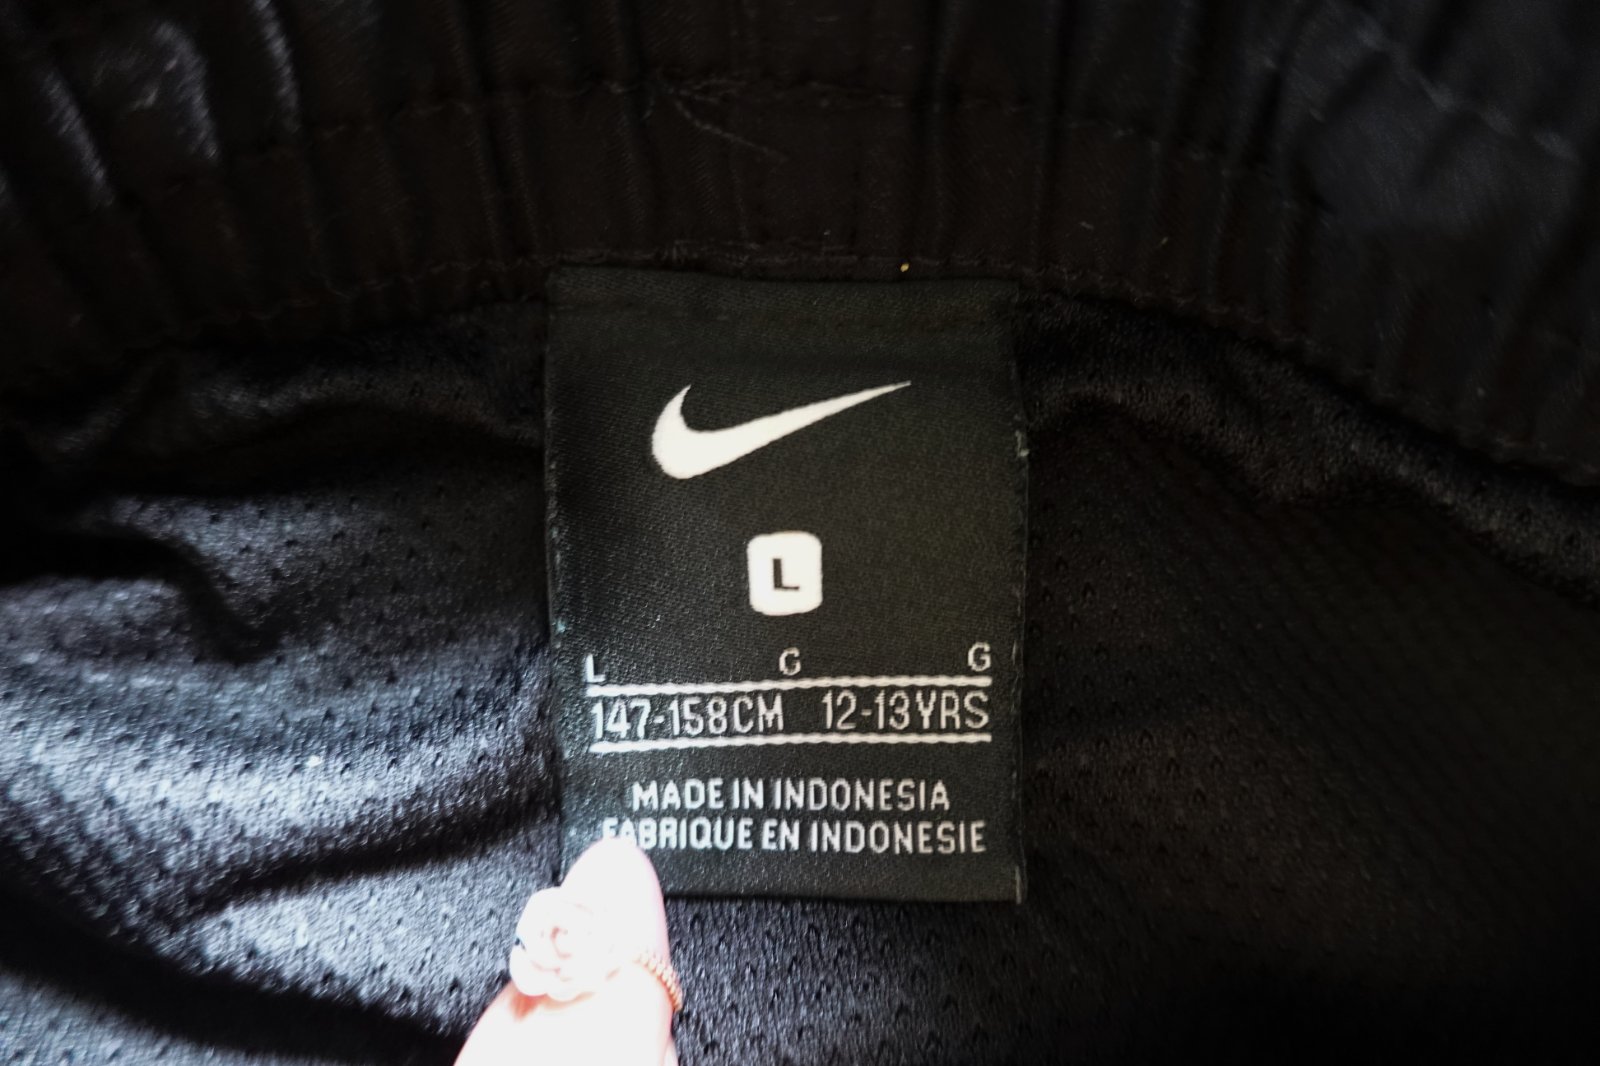 L
L G G
147-158CM 12-13YRS
MADE IN INDONESIA
FABRIQUE EN INDONESIE